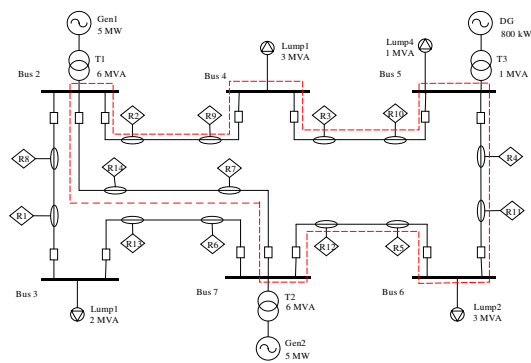 Gen1
5 MW
DG
800 kW
Lump1
3 MVA
Lump4
1 MVA
T1
6 MVA
T3
1 MVA
Bus 2
Bus 4
Bus 5
R2
R9
R3
R10
R8
R14
R7
R4
R1
R13
R6
R12
R5
R11
Bus 3
Bus 7
Bus 6
Lump1
2 MVA
T2
6 MVA
Lump2
3 MVA
Gen2
5 MW